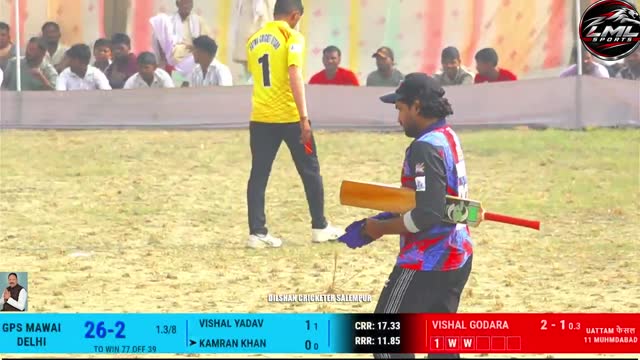 LML
SPORTS
1
DILSHAN CRICKETER SALEMPUR
GPS MAWAI
DELHI
26-2
1.3/8
TO WIN 77 OFF 39
VISHAL YADAV 1 1
KAMRAN KHAN 0 0
CRR: 17.33
RRR: 11.85
VISHAL GODARA 2 - 1 0.3
1 W W
UATTAM फैसल
11 MUHMDABAD